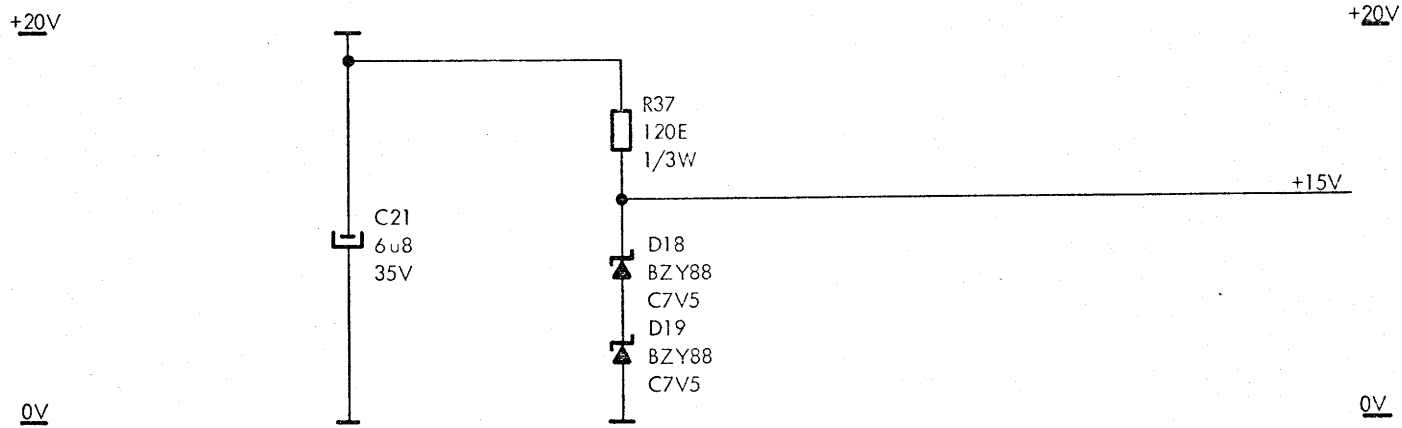 +20V
+20V
R37
120E
1/3W
+15V
C21
6u8
35V
D18
BZY88
C7V5
D19
BZY88
C7V5
0V
0V